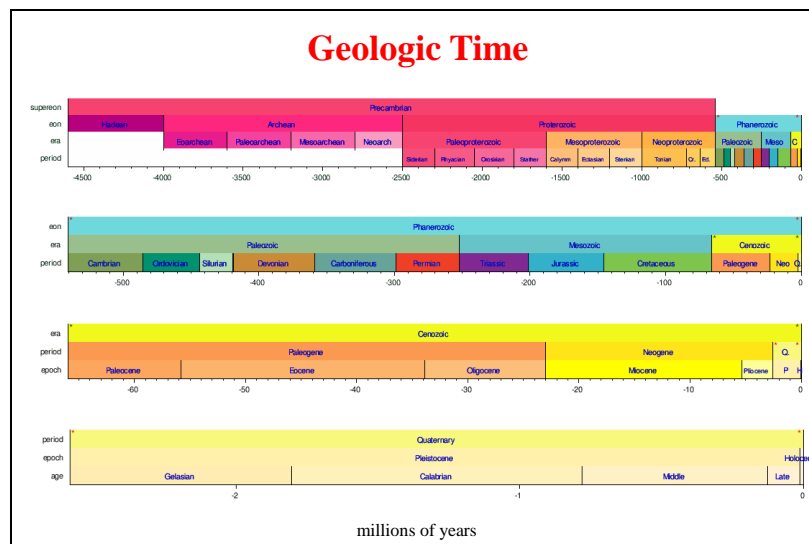 Geologic Time
supereon Precambrian
eon Hadean Archean Proterozoic Phanerozoic
era Eoarchean Paleoarchean Mesoarchean Neoarch Paleoproterozoic Mesoproterozoic Neoproterozoic Paleozoic Meso C
period Siderian Rhyacian Orosirian Stather Calymm Ectasian Stenian Tonian Cr. Ed.
-4500 -4000 -3500 -3000 -2500 -2000 -1500 -1000 -500 0
eon Phanerozoic
era Paleozoic Mesozoic Cenozoic
period Cambrian Ordovician Silurian Devonian Carboniferous Permian Triassic Jurassic Cretaceous Paleogene Neo Q.
-500 -400 -300 -200 -100 0
era Cenozoic
period Paleogene Neogene Q.
epoch Paleocene Eocene Oligocene Miocene Pliocene P H
-60 -50 -40 -30 -20 -10 0
period Quaternary
epoch Pleistocene
age Gelasian Calabrian Middle Late
-2 -1 0
millions of years